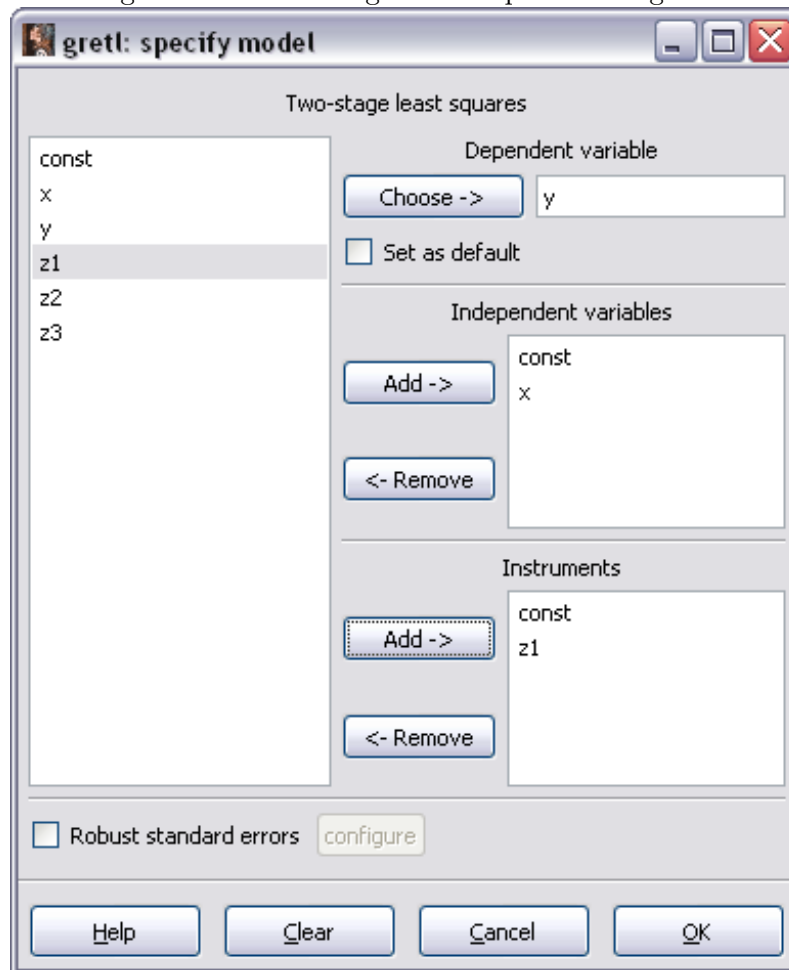 gretl: specify model
Two-stage least squares
const
x
y
z1
z2
z3
Dependent variable
Choose -> y
Set as default
Independent variables
Add ->
<- Remove
const
x
Instruments
Add ->
<- Remove
const
z1
Robust standard errors configure
Help Clear Cancel OK